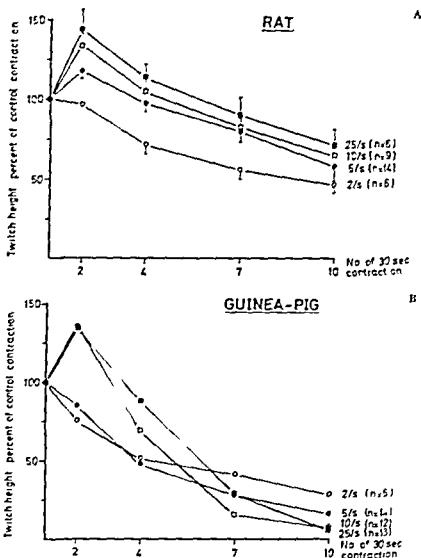 A
RAT
150
100
50
Twitch height percent of control contraction
25/s (n=6)
10/s (n=9)
5/s (n=14)
2/s (n=6)
2 4 7 10
No of 30 sec
contraction
B
GUINEA-PIG
150
100
50
Twitch height percent of control contraction
2/s (n=5)
5/s
10/s (n=12)
25/s (n=13)
2 4 7 10
No of 30 sec
contraction